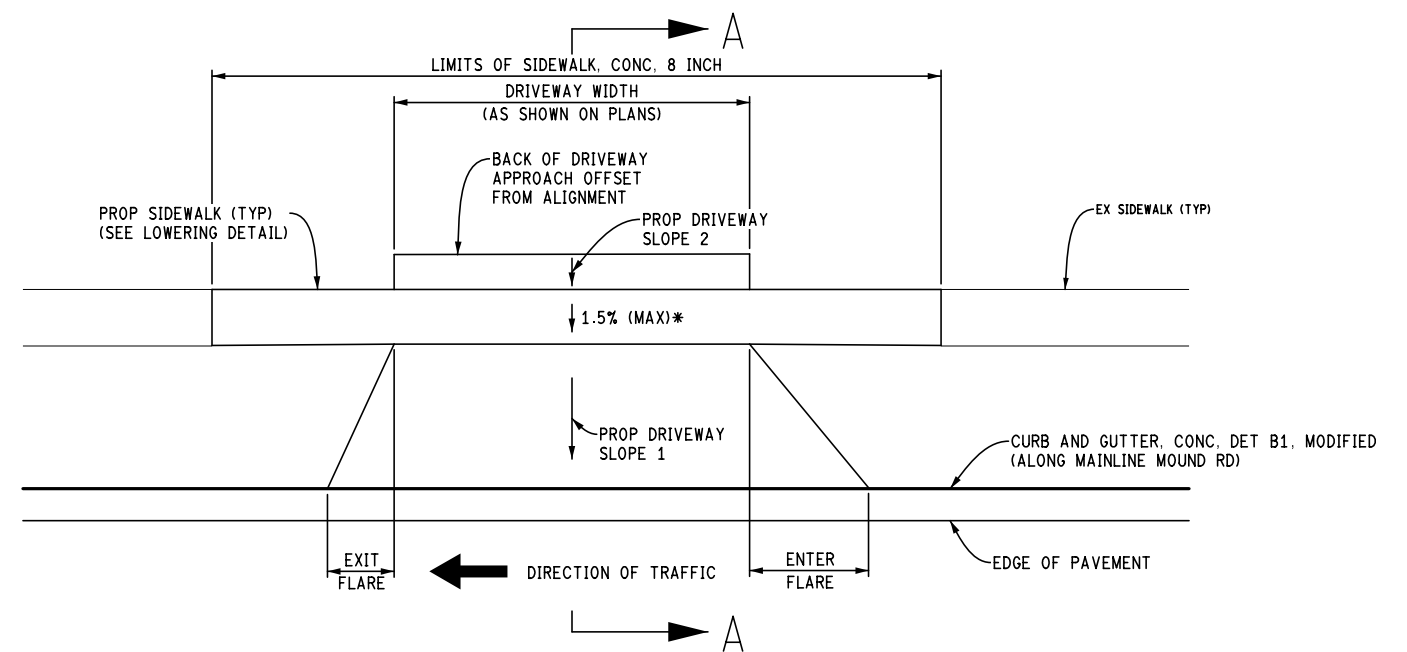 A
LIMITS OF SIDEWALK, CONC, 8 INCH
DRIVEWAY WIDTH
(AS SHOWN ON PLANS)
BACK OF DRIVEWAY
APPROACH OFFSET
FROM ALIGNMENT
PROP SIDEWALK (TYP)
(SEE LOWERING DETAIL)
PROP DRIVEWAY
SLOPE 2
EX SIDEWALK (TYP)
1.5% (MAX)*
PROP DRIVEWAY
SLOPE 1
CURB AND GUTTER, CONC, DET B1, MODIFIED
(ALONG MAINLINE MOUND RD)
EXIT
FLARE
DIRECTION OF TRAFFIC
ENTER
FLARE
EDGE OF PAVEMENT
A